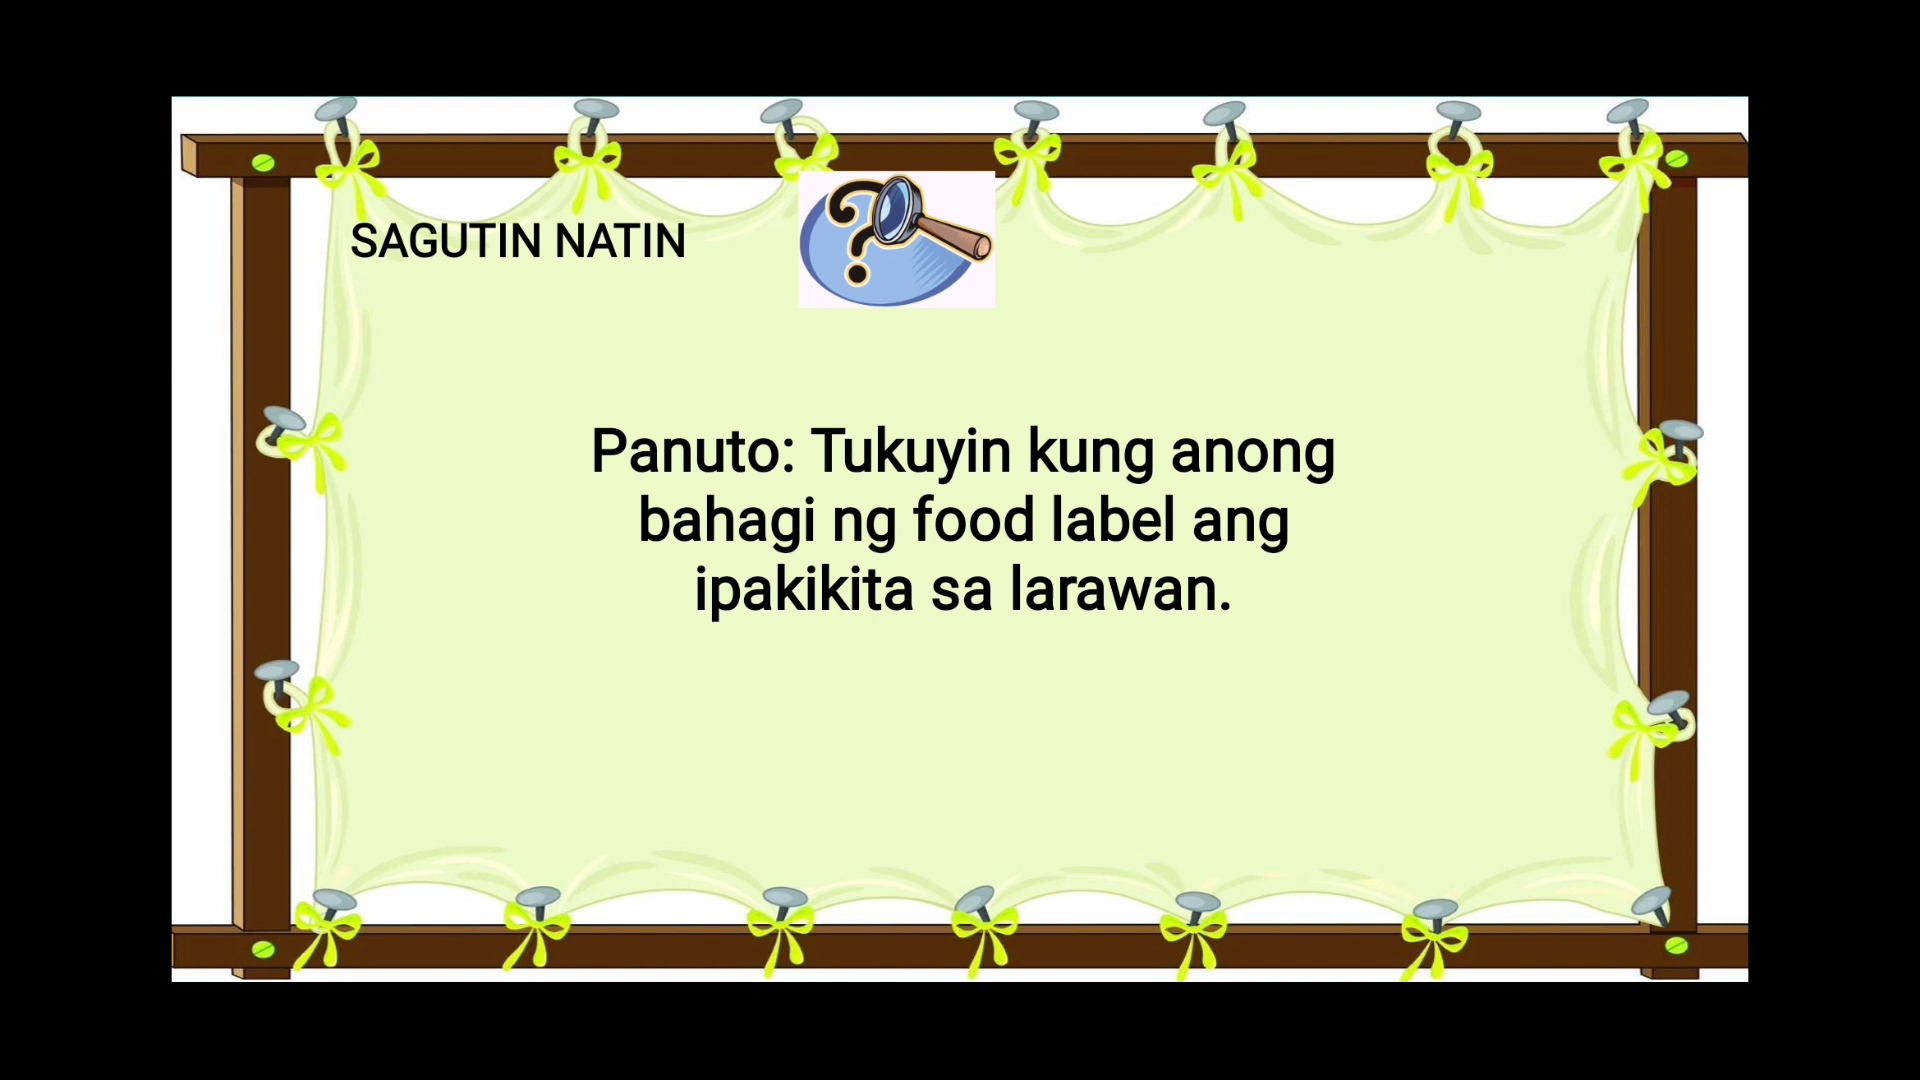 SAGUTIN NATIN
Panuto: Tukuyin kung anong
bahagi ng food label ang
ipakikita sa larawan.